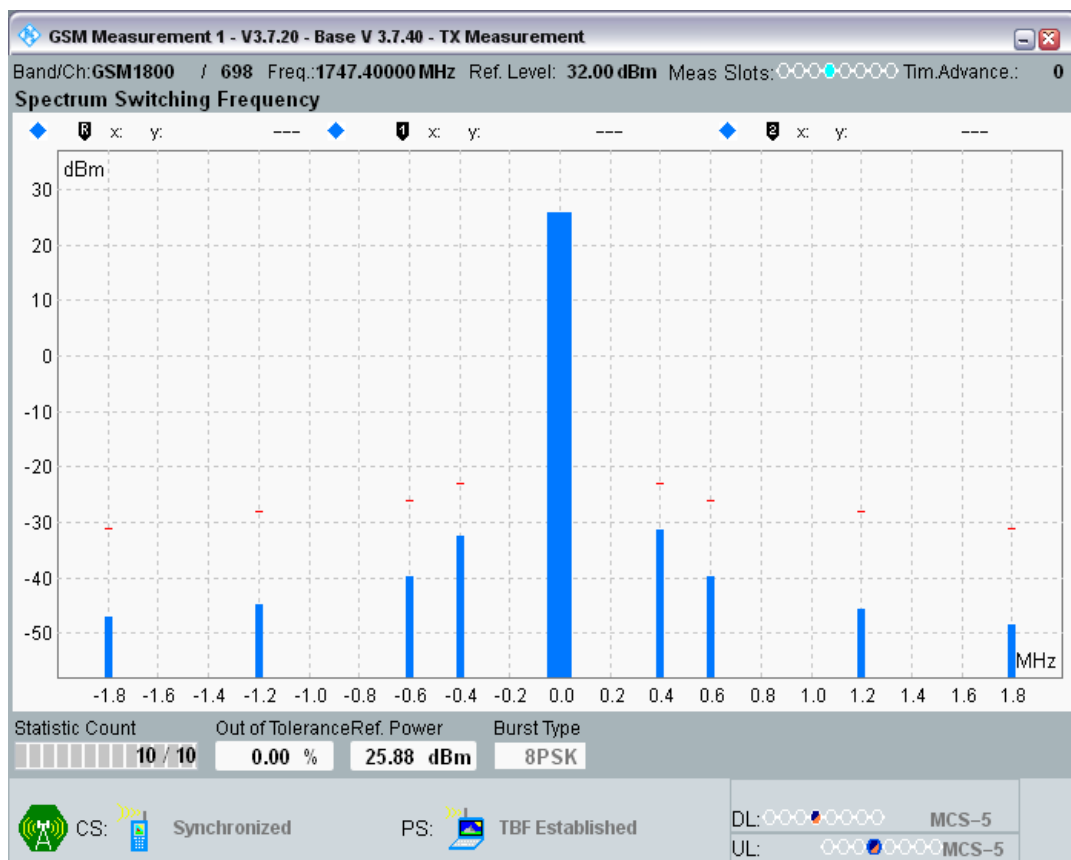 GSM Measurement 1 - V3.7.20 - Base V 3.7.40 - TX Measurement
Band/Ch:GSM1800 / 698 Freq.:1747.40000 MHz Ref. Level: 32.00 dBm Meas Slots: Tim.Advance.: 0
Spectrum Switching Frequency
R x: y: --- 1 x: y: --- 2 x: y: ---
dBm
30
20
10
0
-10
-20
-30
-40
-50
MHz
-1.8 -1.6 -1.4 -1.2 -1.0 -0.8 -0.6 -0.4 -0.2 0.0 0.2 0.4 0.6 0.8 1.0 1.2 1.4 1.6 1.8
Statistic Count Out of Tolerance Ref. Power Burst Type
10 / 10 0.00 % 25.88 dBm 8PSK
CS: Synchronized PS: TBF Established
DL: MCS-5
UL: MCS-5